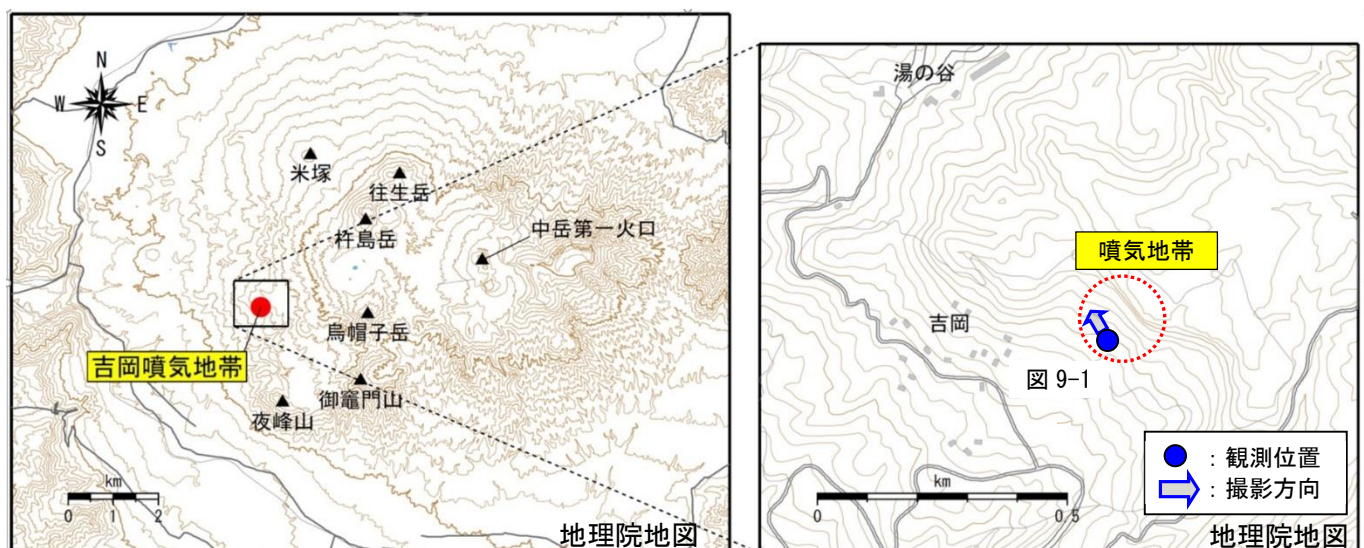 N
W
E
S
米塚
往生岳
杵島岳
中岳第一火口
烏帽子岳
吉岡噴気地帯
御竈門山
夜峰山
km
0 1 2
地理院地図
湯の谷
噴気地帯
吉岡
図 9-1
：観測位置
：撮影方向
km
0 0.5
地理院地図